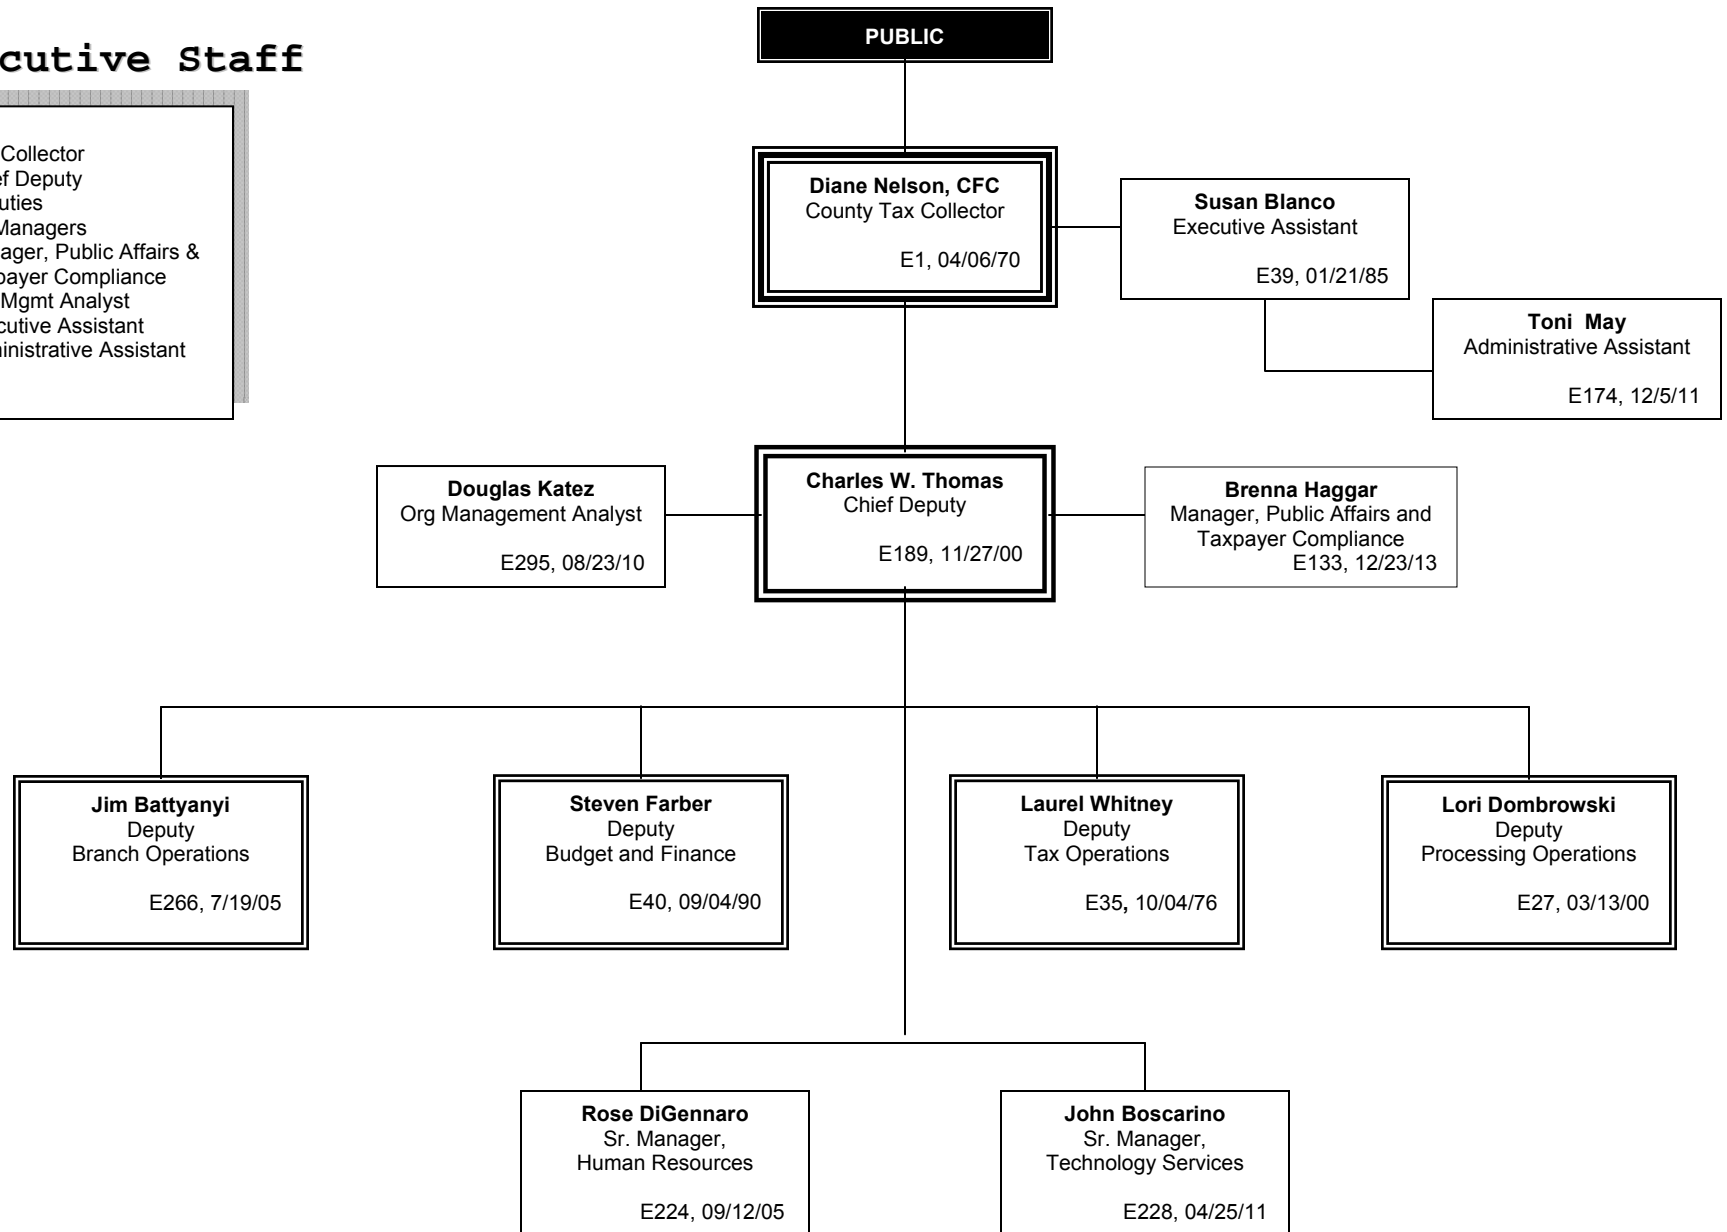 PUBLIC
cutive Staff
Collector
f Deputy
uties
Managers
ager, Public Affairs &
payer Compliance
Mgmt Analyst
cutive Assistant
inistrative Assistant
Diane Nelson, CFC
County Tax Collector
E1, 04/06/70
Susan Blanco
Executive Assistant
E39, 01/21/85
Toni May
Administrative Assistant
E174, 12/5/11
Douglas Katez
Org Management Analyst
E295, 08/23/10
Charles W. Thomas
Chief Deputy
E189, 11/27/00
Brenna Haggar
Manager, Public Affairs and
Taxpayer Compliance
E133, 12/23/13
Jim Battyanyi
Deputy
Branch Operations
E266, 7/19/05
Steven Farber
Deputy
Budget and Finance
E40, 09/04/90
Laurel Whitney
Deputy
Tax Operations
E35, 10/04/76
Lori Dombrowski
Deputy
Processing Operations
E27, 03/13/00
Rose DiGennaro
Sr. Manager,
Human Resources
E224, 09/12/05
John Boscarino
Sr. Manager,
Technology Services
E228, 04/25/11